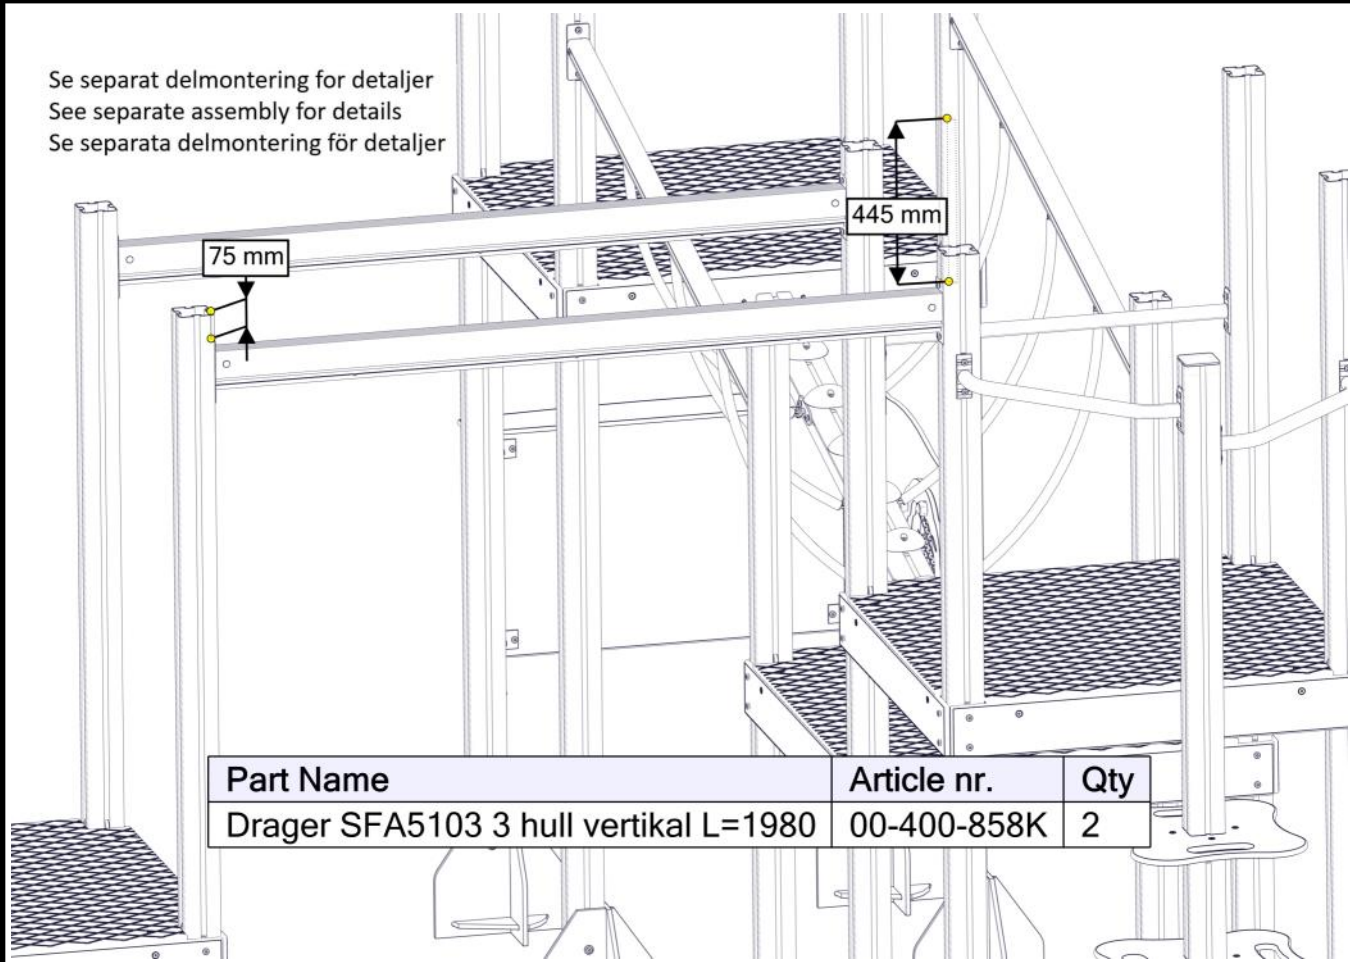 Se separat delmontering for detaljer
See separate assembly for details
Se separata delmontering för detaljer
445 mm
75 mm
Part Name Article nr. Qty
Drager SFA5103 3 hull vertikal L=1980 00-400-858K 2